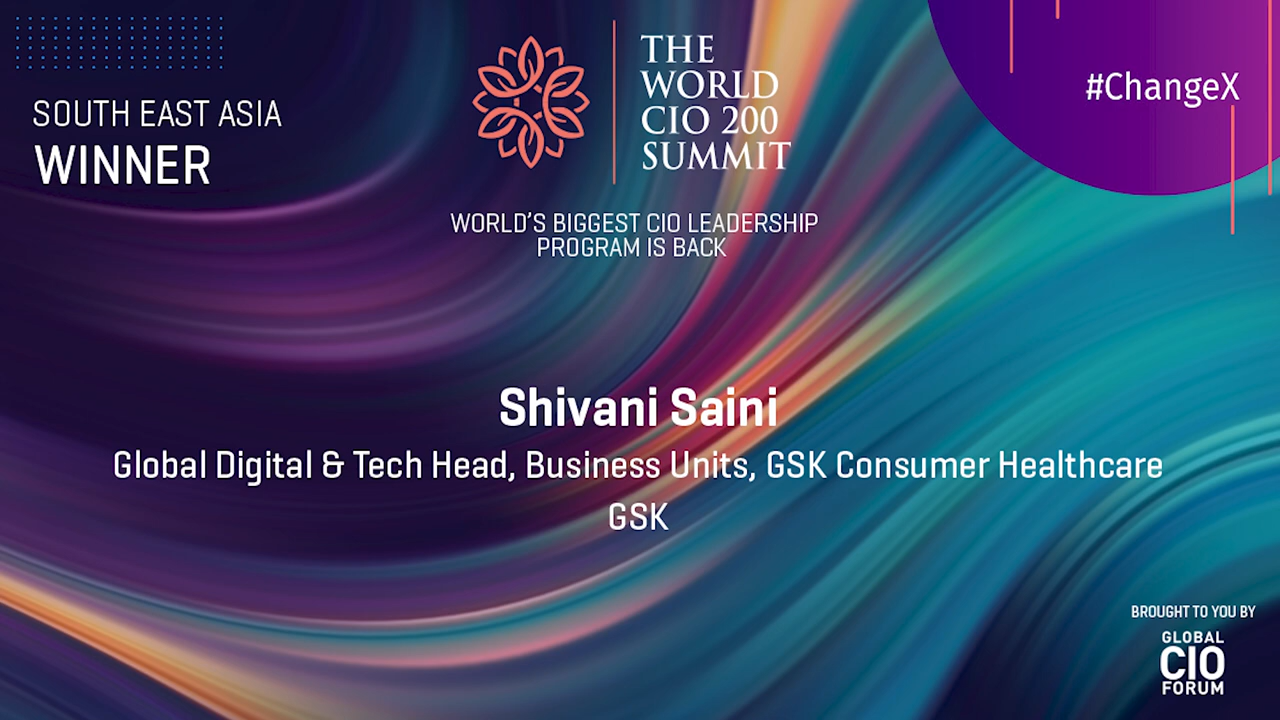 SOUTH EAST ASIA
WINNER
THE
WORLD
CIO 200
SUMMIT
#ChangeX
WORLD'S BIGGEST CIO LEADERSHIP
PROGRAM IS BACK
Shivani Saini
Global Digital & Tech Head, Business Units, GSK Consumer Healthcare
GSK
BROUGHT TO YOU BY
GLOBAL
CIO
FORUM